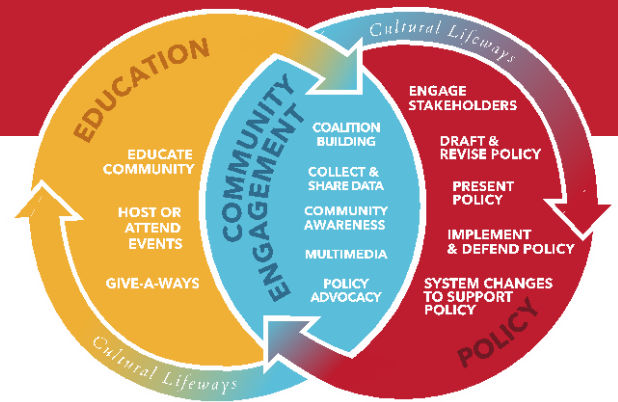 Cultural Lifeways
EDUCATION
EDUCATE
COMMUNITY
HOST OR
ATTEND
EVENTS
GIVE-A-WAYS
COMMUNITY
ENGAGEMENT
COALITION
BUILDING
COLLECT &
SHARE DATA
COMMUNITY
AWARENESS
MULTIMEDIA
POLICY
ADVOCACY
ENGAGE
STAKEHOLDERS
DRAFT &
REVISE POLICY
PRESENT
POLICY
IMPLEMENT
& DEFEND POLICY
SYSTEM CHANGES
TO SUPPORT
POLICY
POLICY
Cultural Lifeways